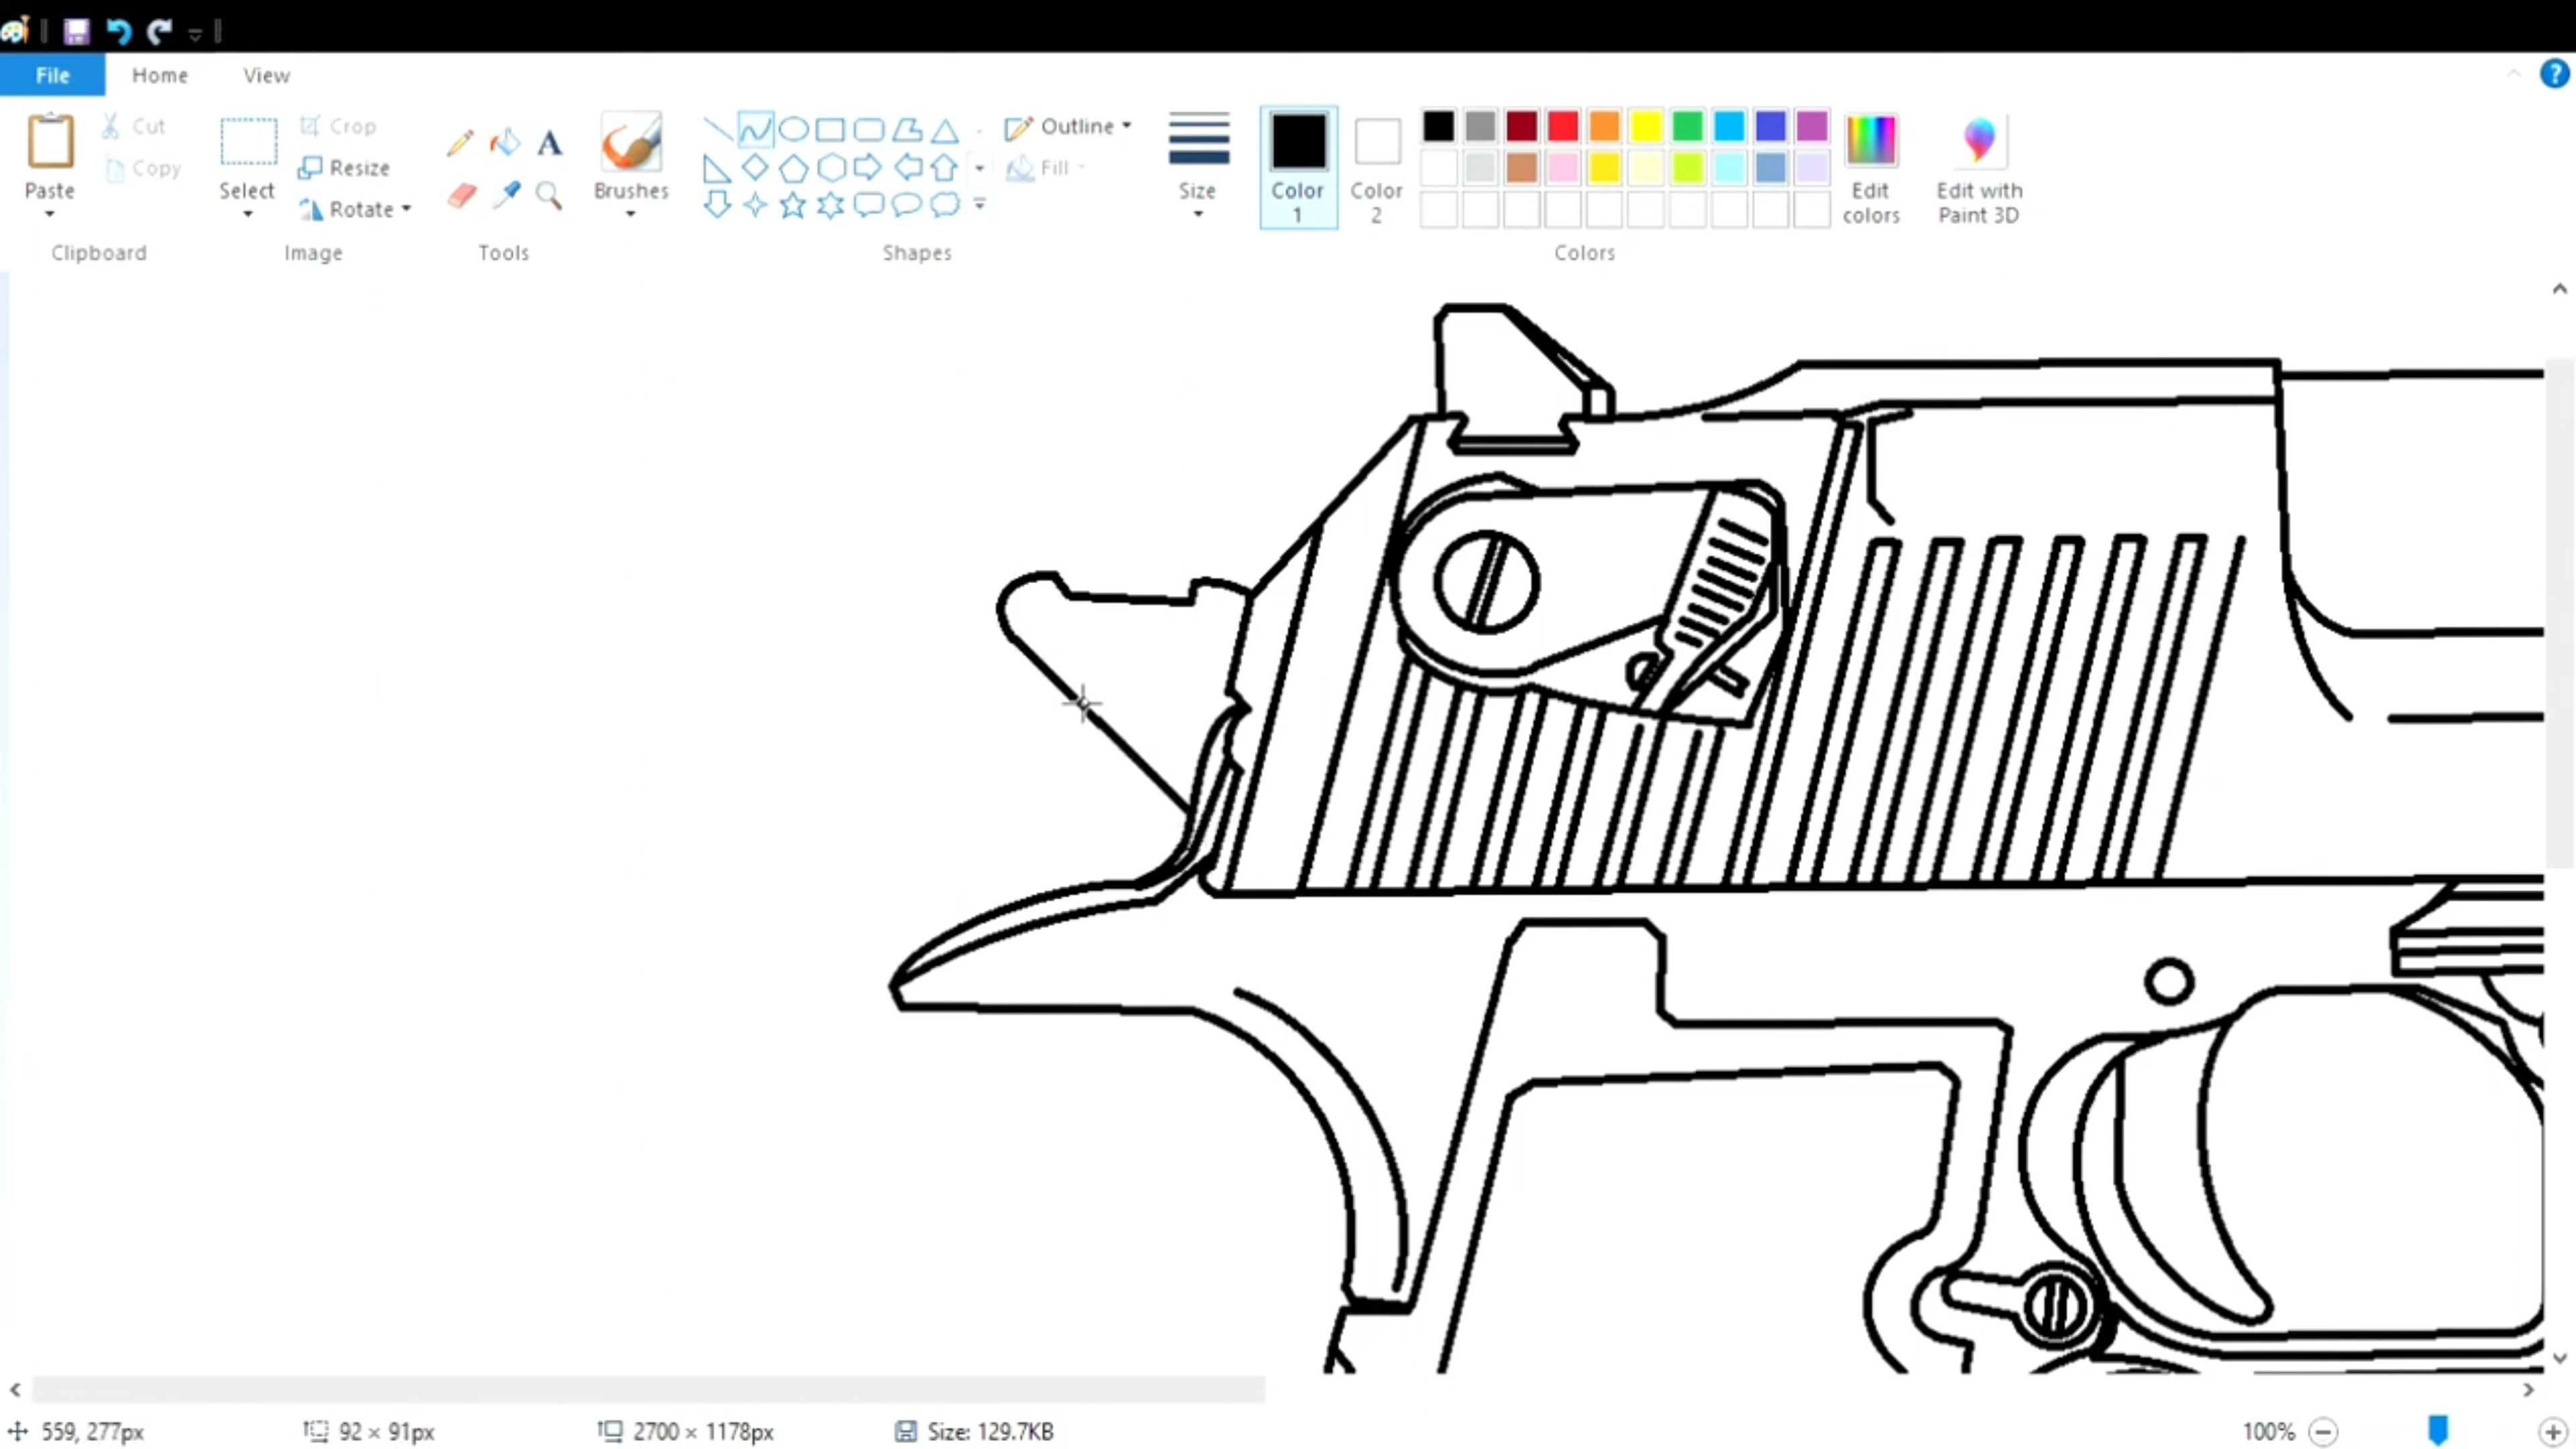 File Home View
Paste Cut Copy Clipboard
Select Crop Resize Rotate Image
A Tools
Brushes
Shapes Outline Fill
Size
Color 1 Color 2
Edit colors Colors
Edit with Paint 3D
?
559, 277px 92 × 91px 2700 × 1178px Size: 129.7KB 100%